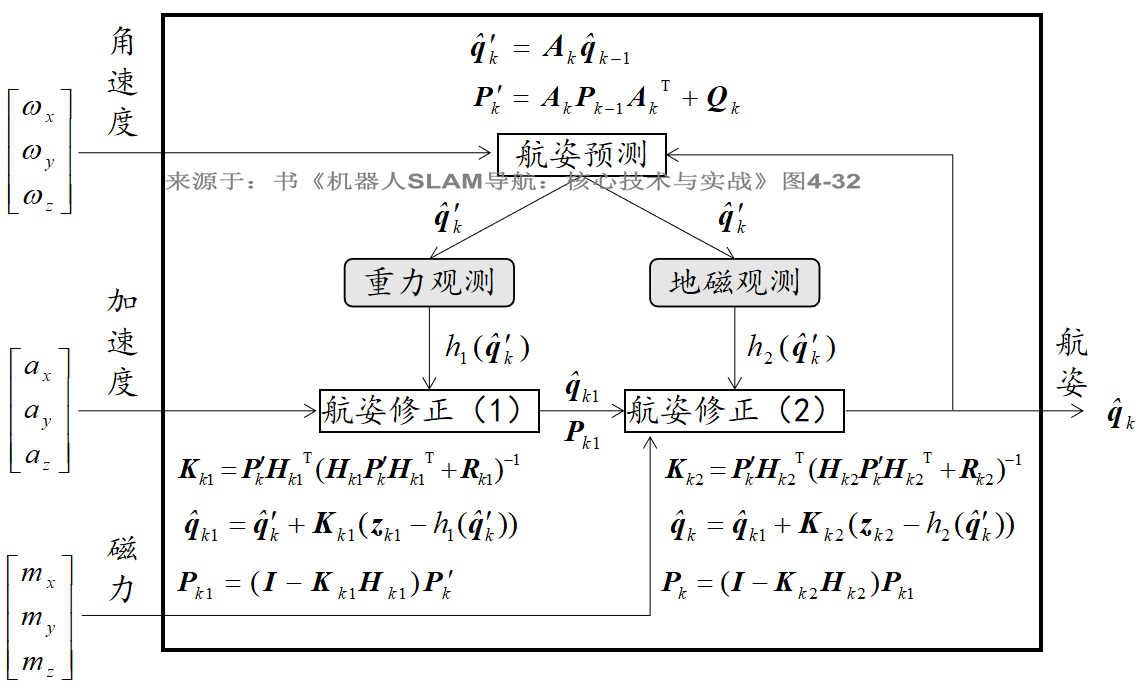 角速度
[ω_x ω_y ω_z]
q̂′_k = A_k q̂_{k−1}
P′_k = A_k P_{k−1} A_k^T + Q_k
航姿预测
来源于：书《机器人SLAM导航：核心技术与实战》图4-32
q̂′_k
q̂′_k
重力观测
地磁观测
h_1(q̂′_k)
h_2(q̂′_k)
加速度
[a_x a_y a_z]
航姿修正（1）
q̂_{k1}
P_{k1}
航姿修正（2）
航姿
q̂_k
K_{k1} = P′_k H_{k1}^T (H_{k1} P′_k H_{k1}^T + R_{k1})^{−1}
q̂_{k1} = q̂′_k + K_{k1}(z_{k1} − h_1(q̂′_k))
P_{k1} = (I − K_{k1} H_{k1}) P′_k
K_{k2} = P′_k H_{k2}^T (H_{k2} P′_k H_{k2}^T + R_{k2})^{−1}
q̂_k = q̂_{k1} + K_{k2}(z_{k2} − h_2(q̂′_k))
P_k = (I − K_{k2} H_{k2}) P_{k1}
磁力
[m_x m_y m_z]